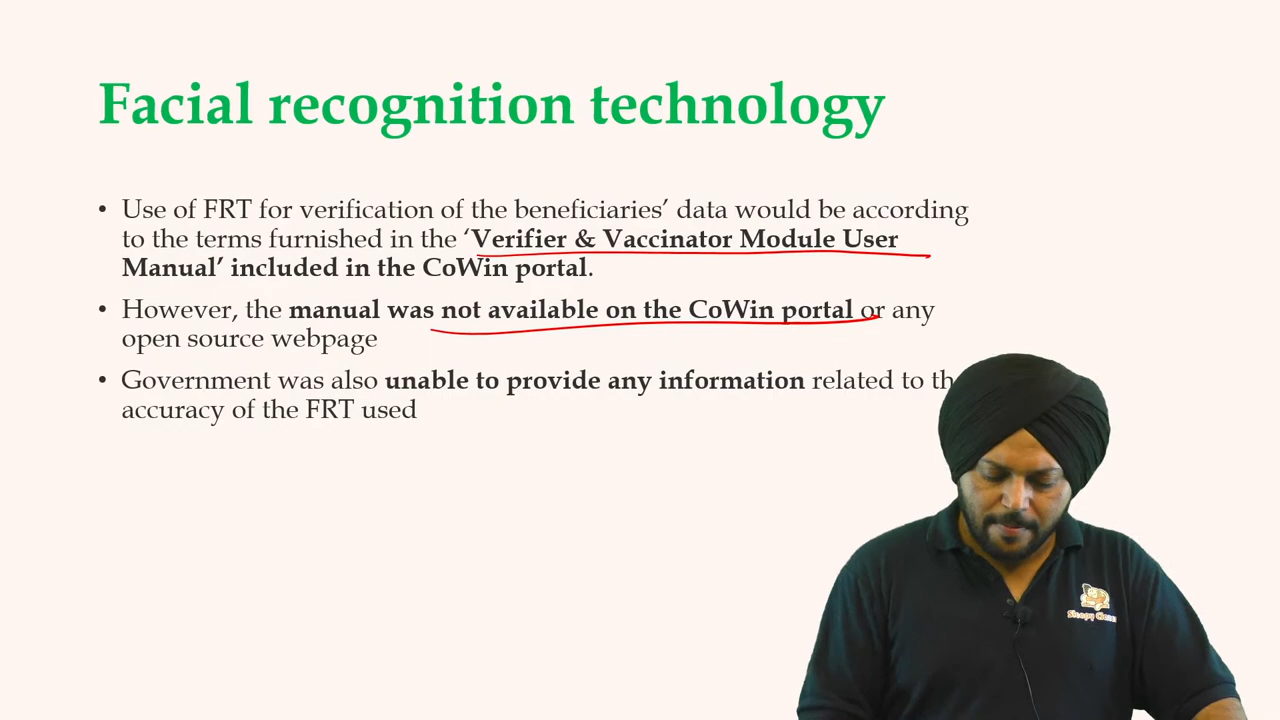 Facial recognition technology
• Use of FRT for verification of the beneficiaries’ data would be according
to the terms furnished in the ‘Verifier & Vaccinator Module User
Manual’ included in the CoWin portal.
• However, the manual was not available on the CoWin portal or any
open source webpage
• Government was also unable to provide any information related to
accuracy of the FRT used